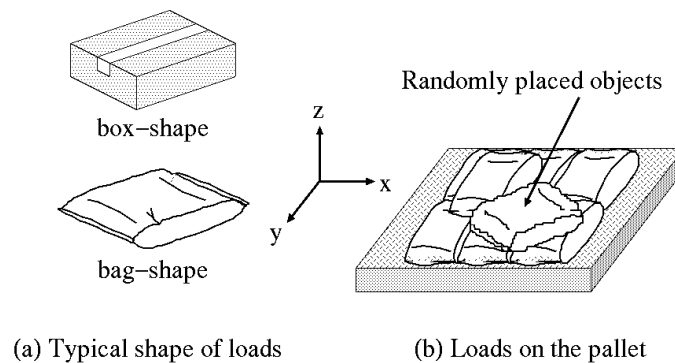 box−shape
bag−shape
z
x
y
Randomly placed objects
(a) Typical shape of loads
(b) Loads on the pallet